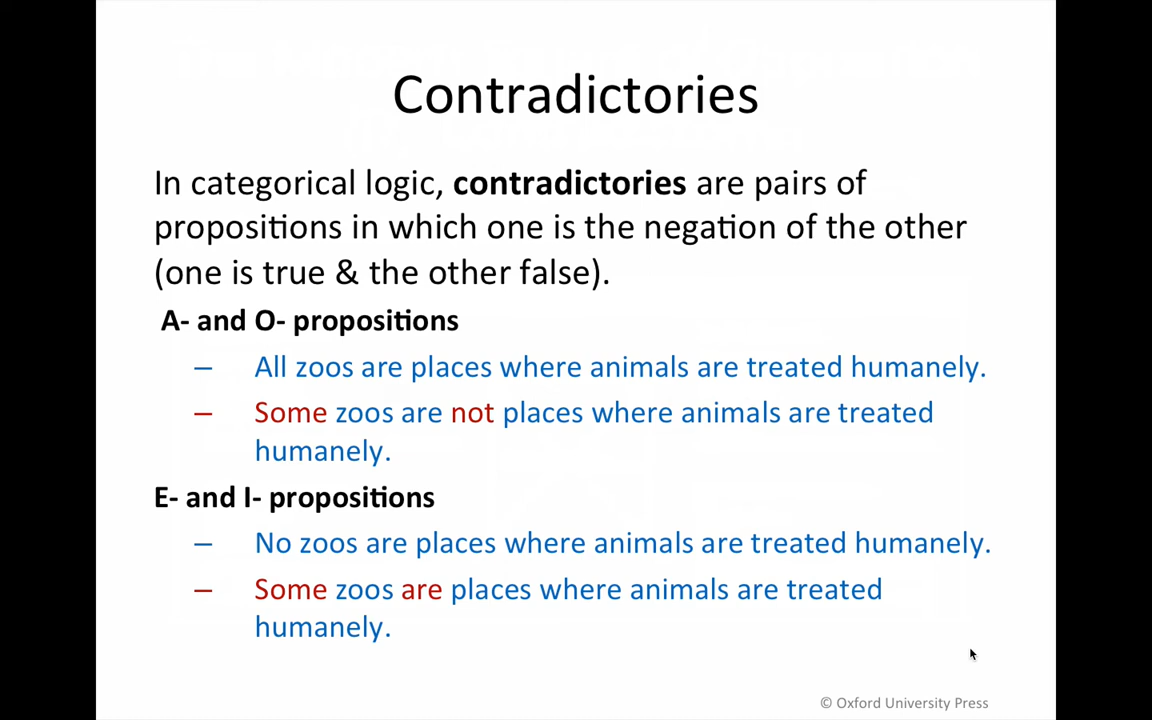 Contradictories
In categorical logic, contradictories are pairs of
propositions in which one is the negation of the other
(one is true & the other false).
A- and O- propositions
– All zoos are places where animals are treated humanely.
– Some zoos are not places where animals are treated
humanely.
E- and I- propositions
– No zoos are places where animals are treated humanely.
– Some zoos are places where animals are treated
humanely.
© Oxford University Press